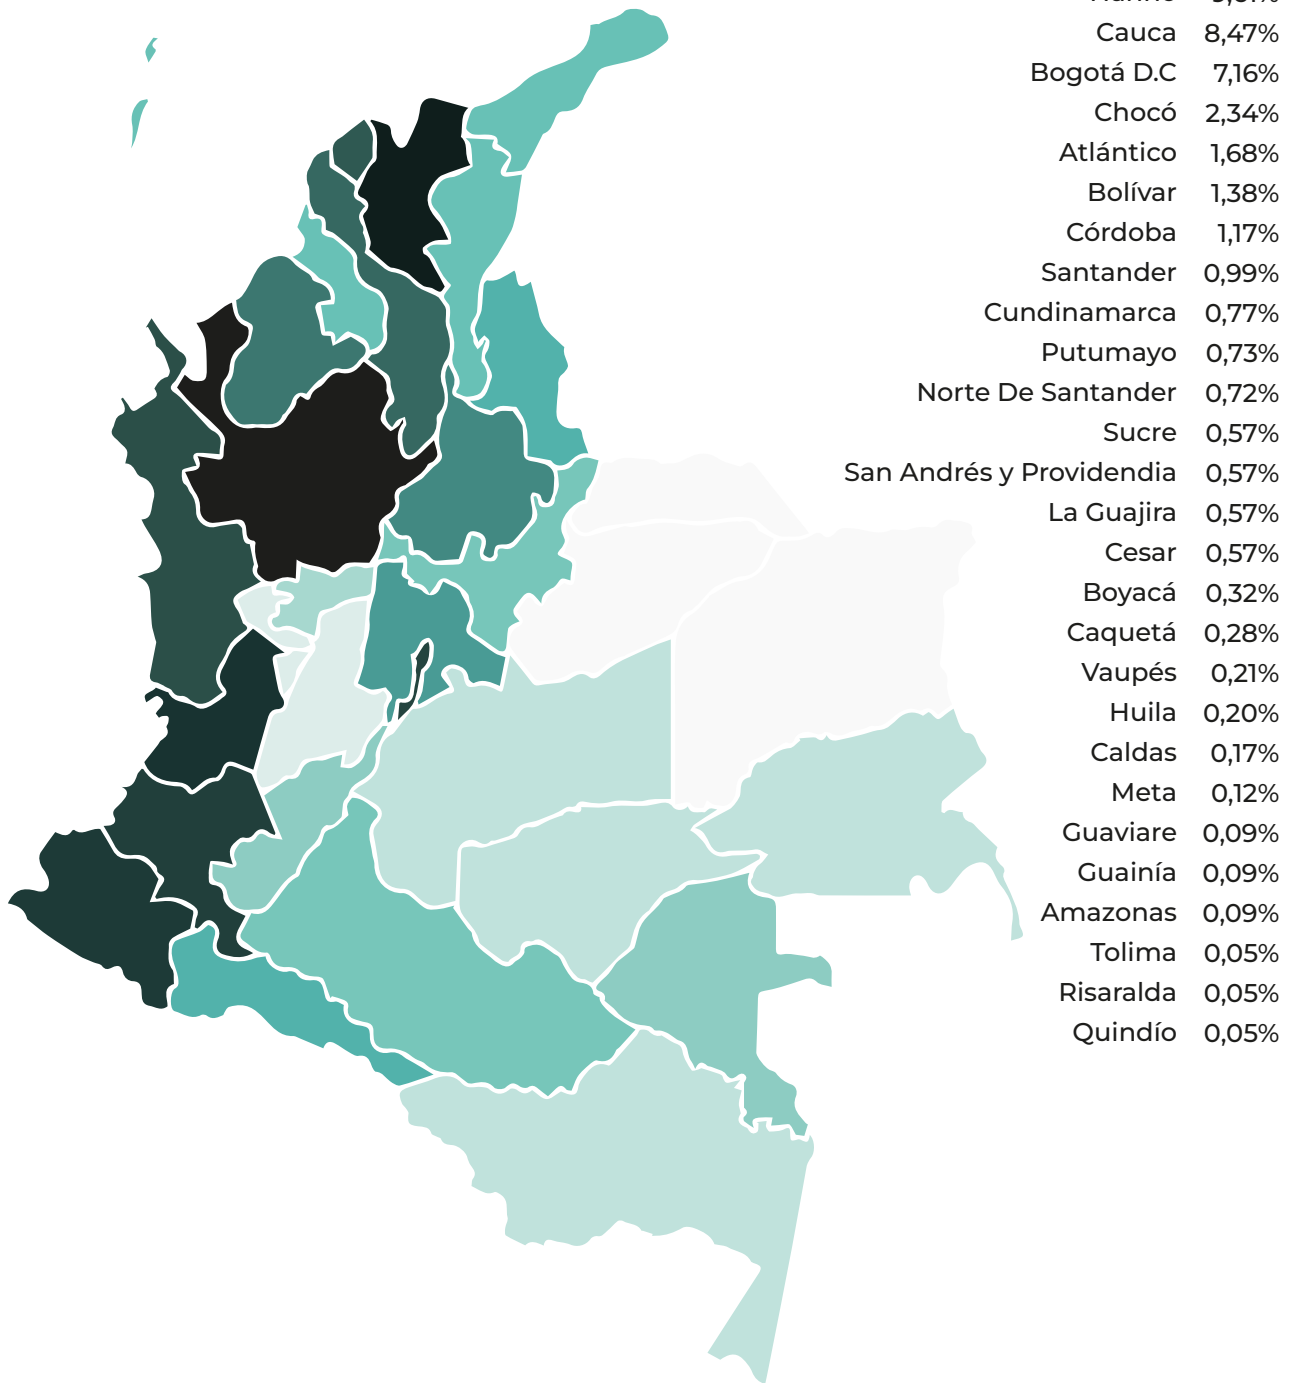 Cauca 8,47%
Bogotá D.C 7,16%
Chocó 2,34%
Atlántico 1,68%
Bolívar 1,38%
Córdoba 1,17%
Santander 0,99%
Cundinamarca 0,77%
Putumayo 0,73%
Norte De Santander 0,72%
Sucre 0,57%
San Andrés y Providendia 0,57%
La Guajira 0,57%
Cesar 0,57%
Boyacá 0,32%
Caquetá 0,28%
Vaupés 0,21%
Huila 0,20%
Caldas 0,17%
Meta 0,12%
Guaviare 0,09%
Guainía 0,09%
Amazonas 0,09%
Tolima 0,05%
Risaralda 0,05%
Quindío 0,05%